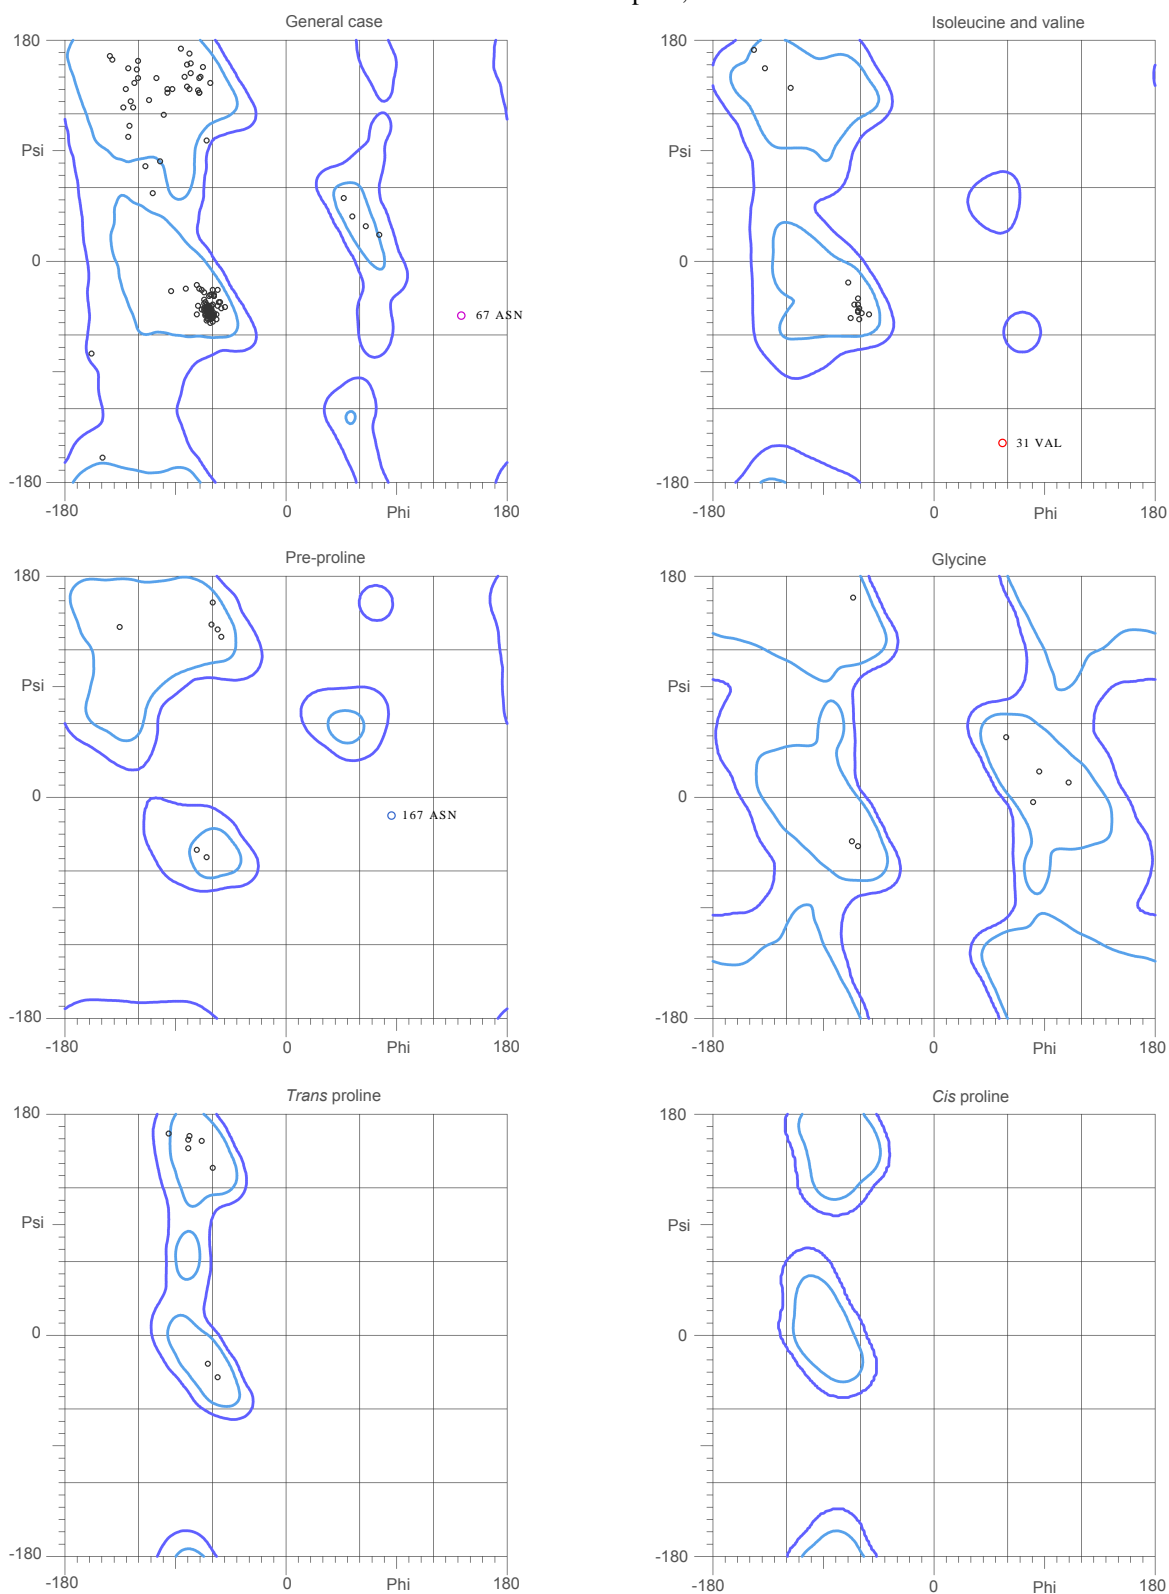 General case
180
Psi
0
-180
-180
0
Phi
180
67 ASN
Isoleucine and valine
180
Psi
0
-180
-180
0
Phi
180
31 VAL
Pre-proline
180
Psi
0
-180
-180
0
Phi
180
167 ASN
Glycine
180
Psi
0
-180
-180
0
Phi
180
Trans proline
180
Psi
0
-180
-180
0
Phi
180
Cis proline
180
Psi
0
-180
-180
0
Phi
180